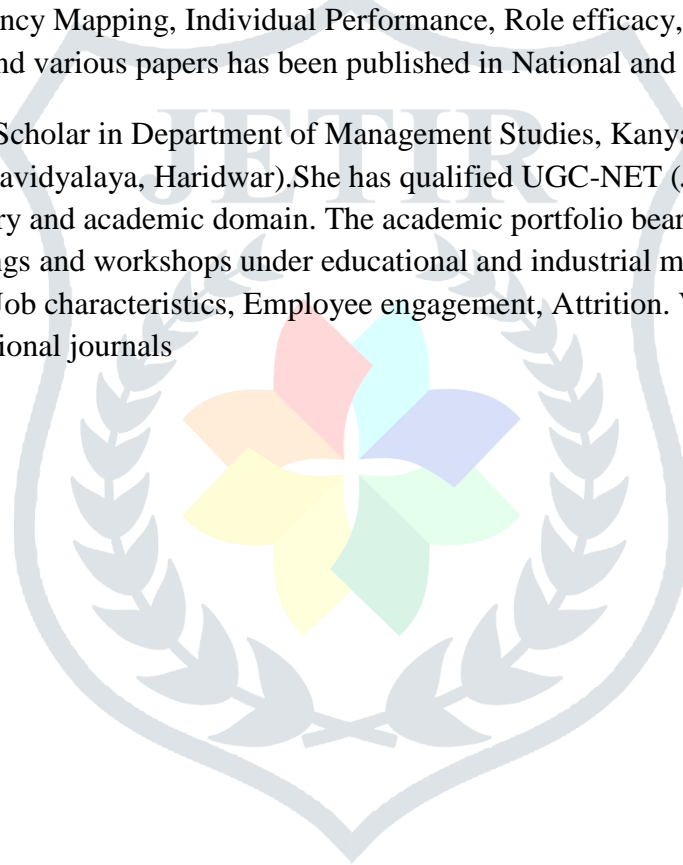 ncy Mapping, Individual Performance, Role efficacy,
nd various papers has been published in National and
Scholar in Department of Management Studies, Kanya
avidyalaya, Haridwar).She has qualified UGC-NET (
ry and academic domain. The academic portfolio bear
ngs and workshops under educational and industrial m
Job characteristics, Employee engagement, Attrition.
ional journals
JETIR